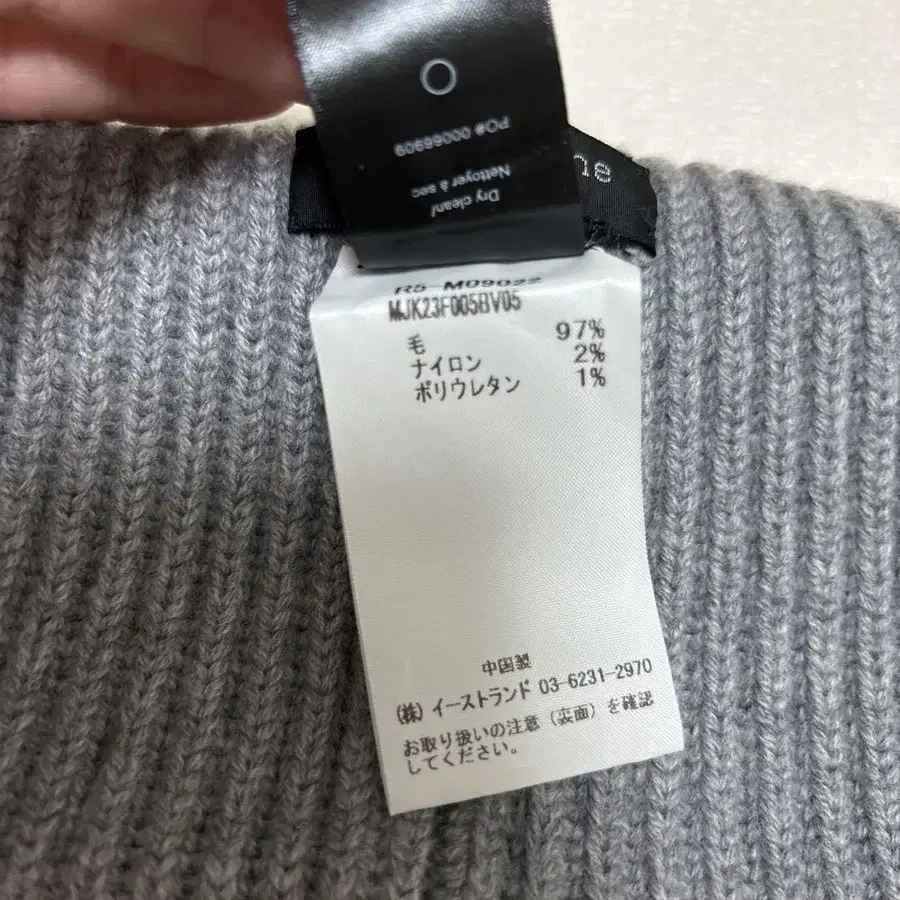 PO# 00068909
Nettoyer à sec
Dry clean/
R5-M09022
MJK23F005BV05
毛 97%
ナイロン 2%
ポリウレタン 1%
中国製
(株) イーストランド 03-6231-2970
お取り扱いの注意 (裏面) を確認
してください。